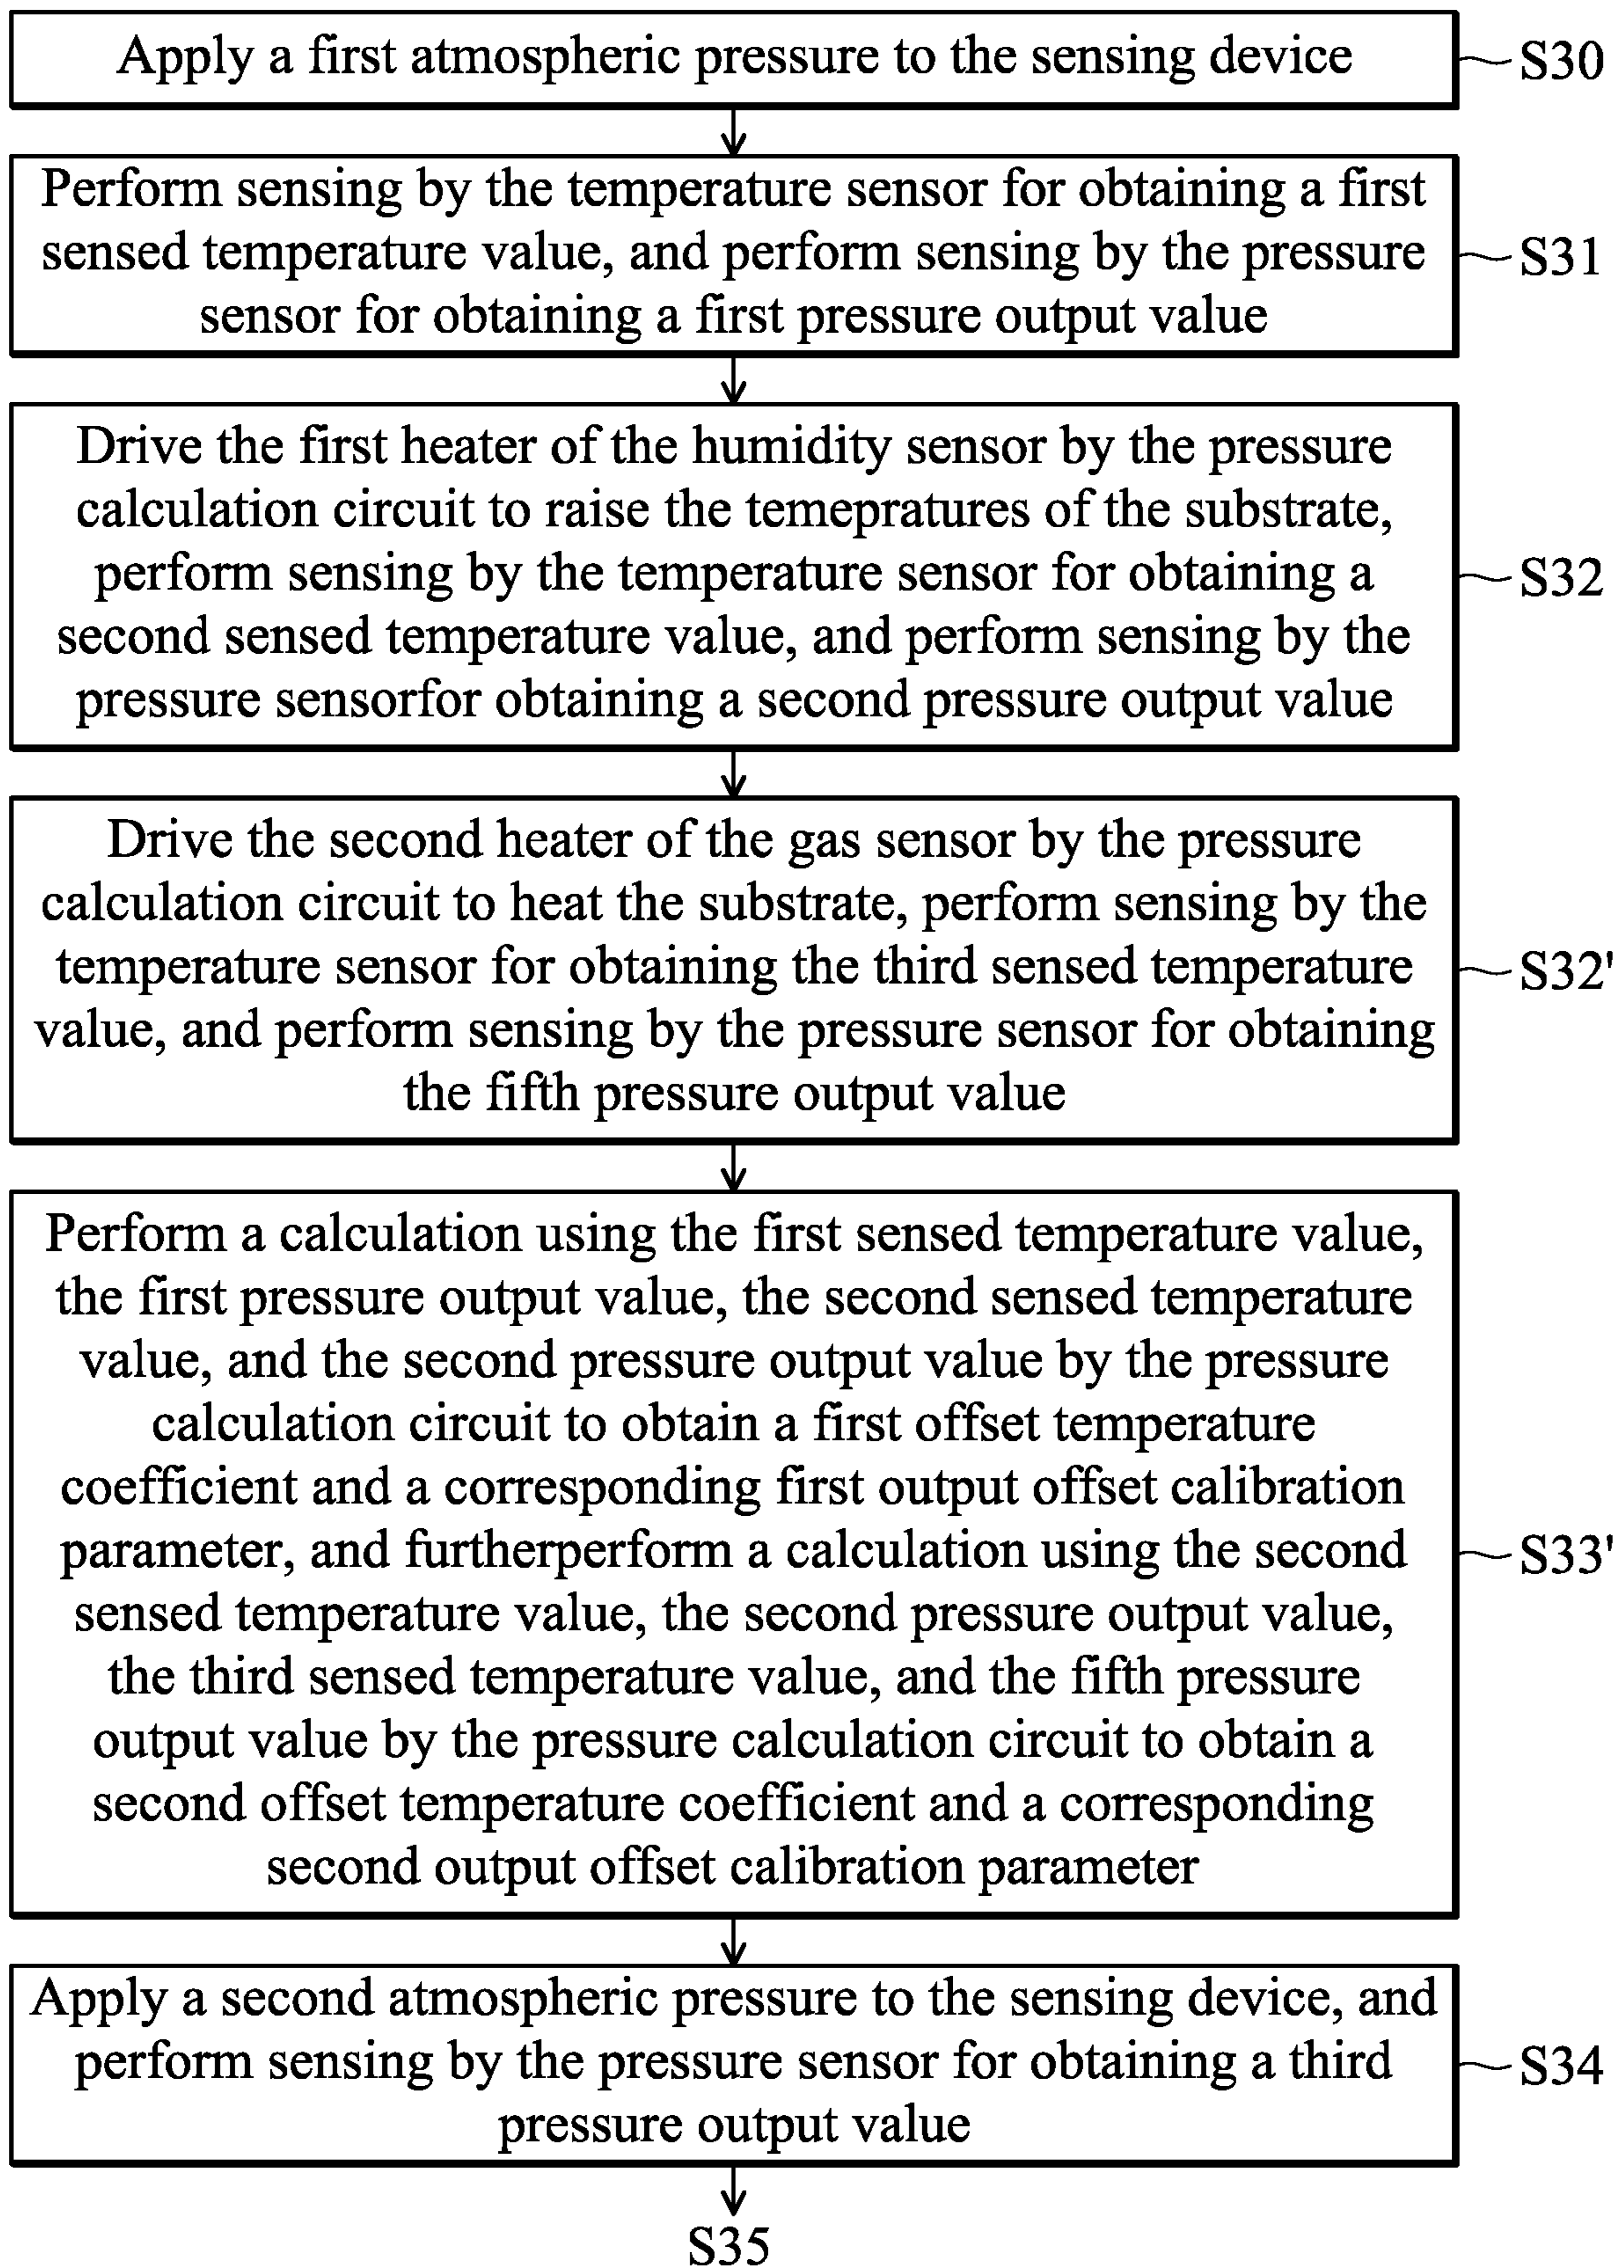 Apply a first atmospheric pressure to the sensing device
S30
Perform sensing by the temperature sensor for obtaining a first
sensed temperature value, and perform sensing by the pressure
sensor for obtaining a first pressure output value
S31
Drive the first heater of the humidity sensor by the pressure
calculation circuit to raise the temepratures of the substrate,
perform sensing by the temperature sensor for obtaining a
second sensed temperature value, and perform sensing by the
pressure sensorfor obtaining a second pressure output value
S32
Drive the second heater of the gas sensor by the pressure
calculation circuit to heat the substrate, perform sensing by the
temperature sensor for obtaining the third sensed temperature
value, and perform sensing by the pressure sensor for obtaining
the fifth pressure output value
S32'
Perform a calculation using the first sensed temperature value,
the first pressure output value, the second sensed temperature
value, and the second pressure output value by the pressure
calculation circuit to obtain a first offset temperature
coefficient and a corresponding first output offset calibration
parameter, and furtherperform a calculation using the second
sensed temperature value, the second pressure output value,
the third sensed temperature value, and the fifth pressure
output value by the pressure calculation circuit to obtain a
second offset temperature coefficient and a corresponding
second output offset calibration parameter
S33'
Apply a second atmospheric pressure to the sensing device, and
perform sensing by the pressure sensor for obtaining a third
pressure output value
S34
S35